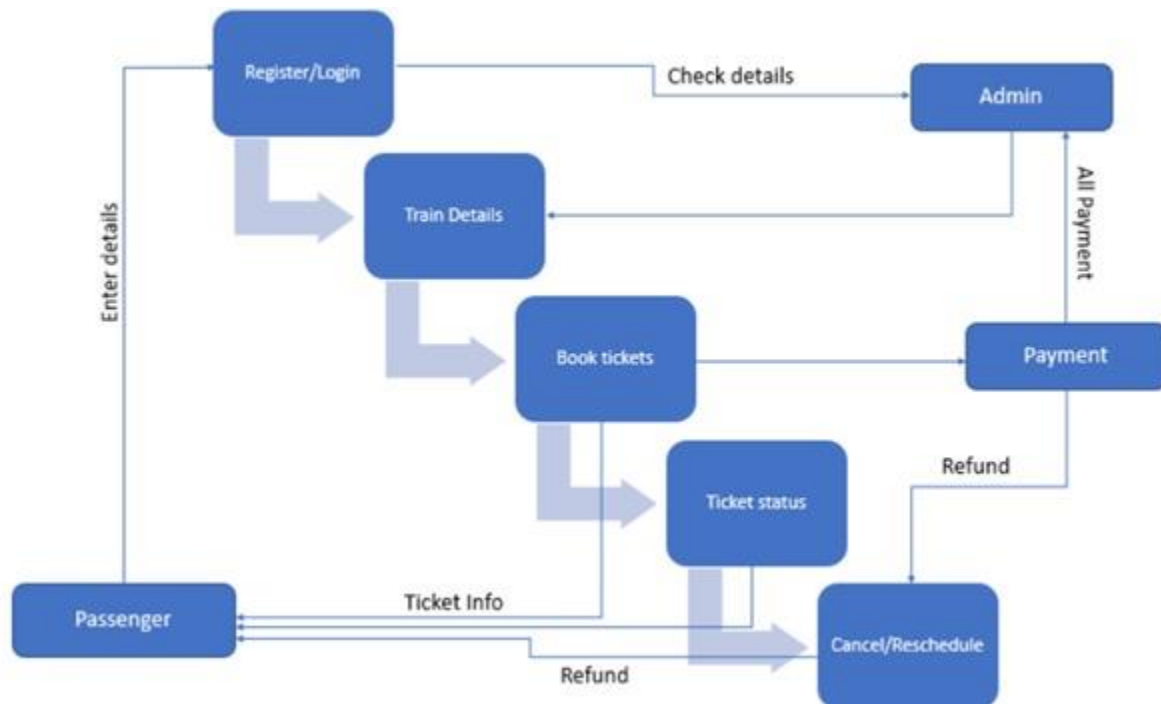 Register/Login
Check details
Admin
Train Details
All Payment
Enter details
Book tickets
Payment
Refund
Ticket status
Ticket Info
Passenger
Cancel/Reschedule
Refund